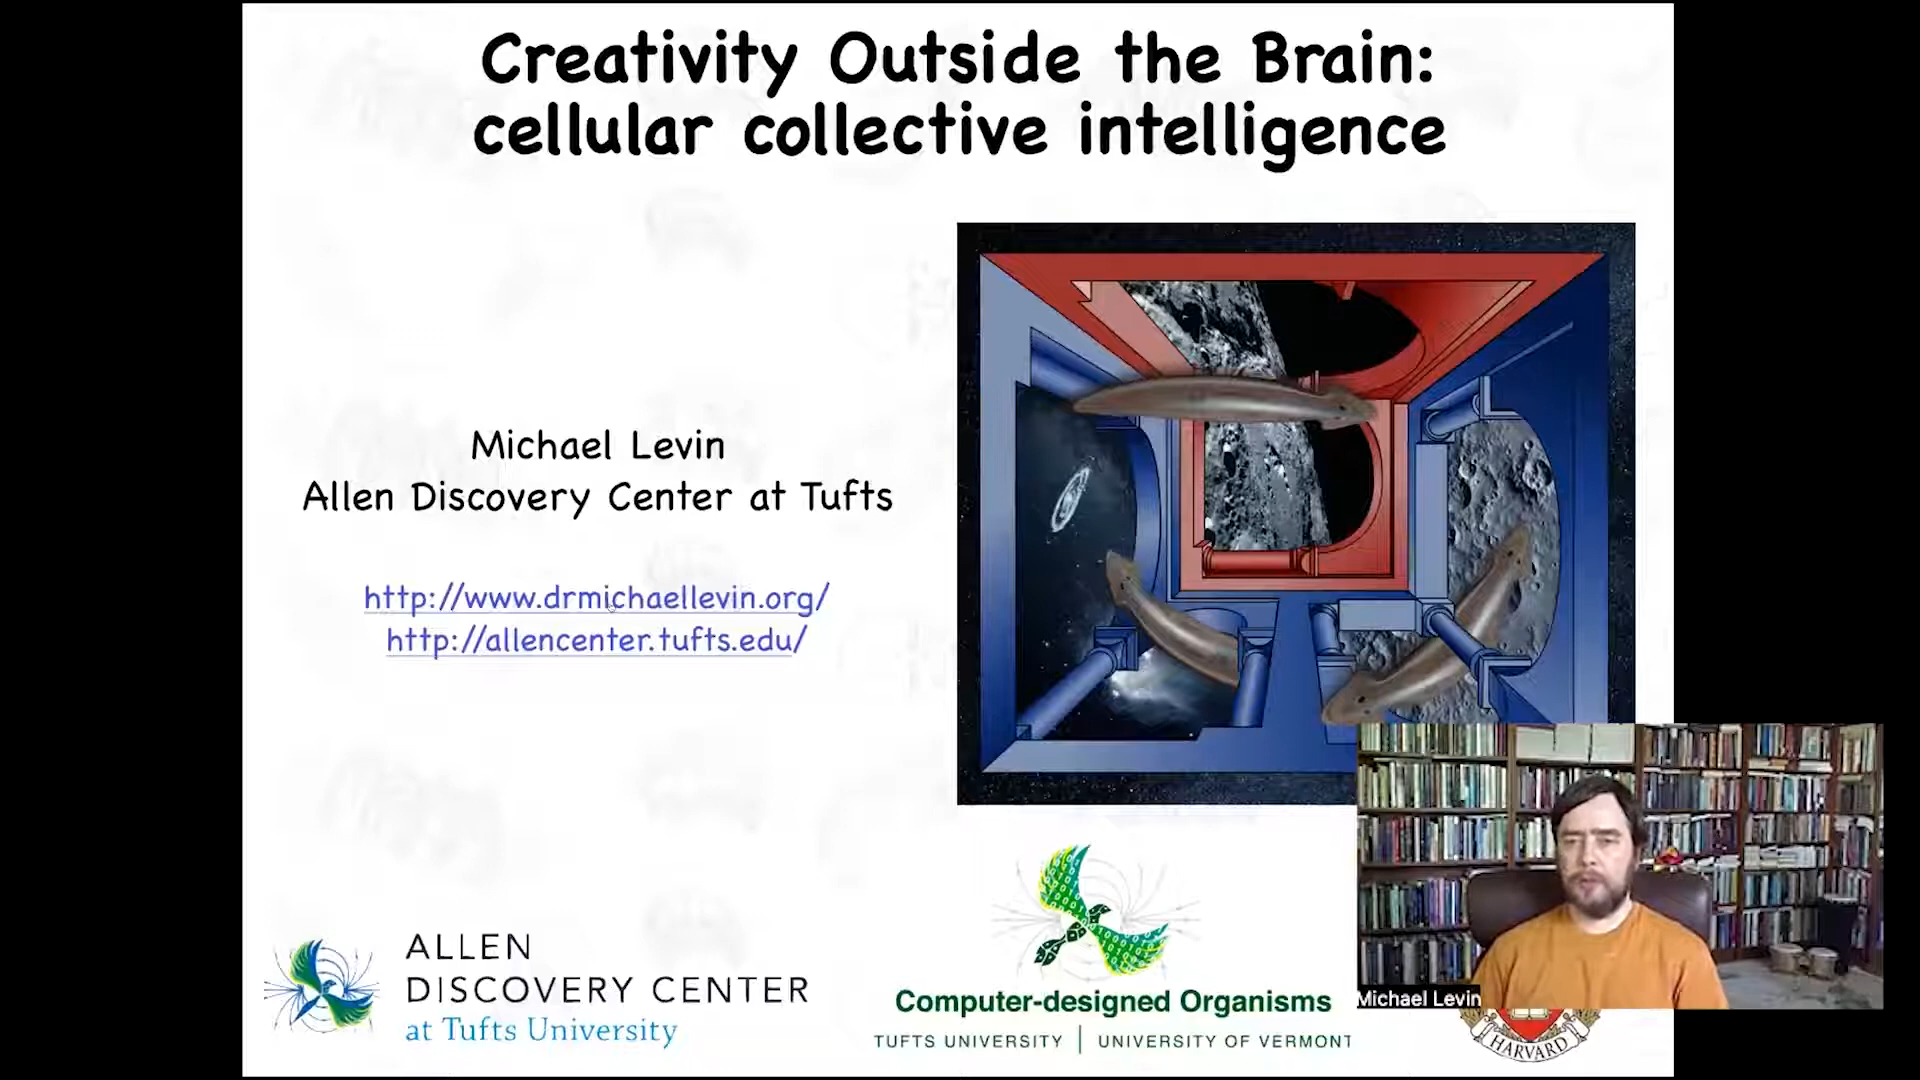 Creativity Outside the Brain:
cellular collective intelligence
Michael Levin
Allen Discovery Center at Tufts
http://www.drmichaellevin.org/
http://allencenter.tufts.edu/
ALLEN
DISCOVERY CENTER
at Tufts University
Computer-designed Organisms
TUFTS UNIVERSITY | UNIVERSITY OF VERMONT
Michael Levin
HARVARD